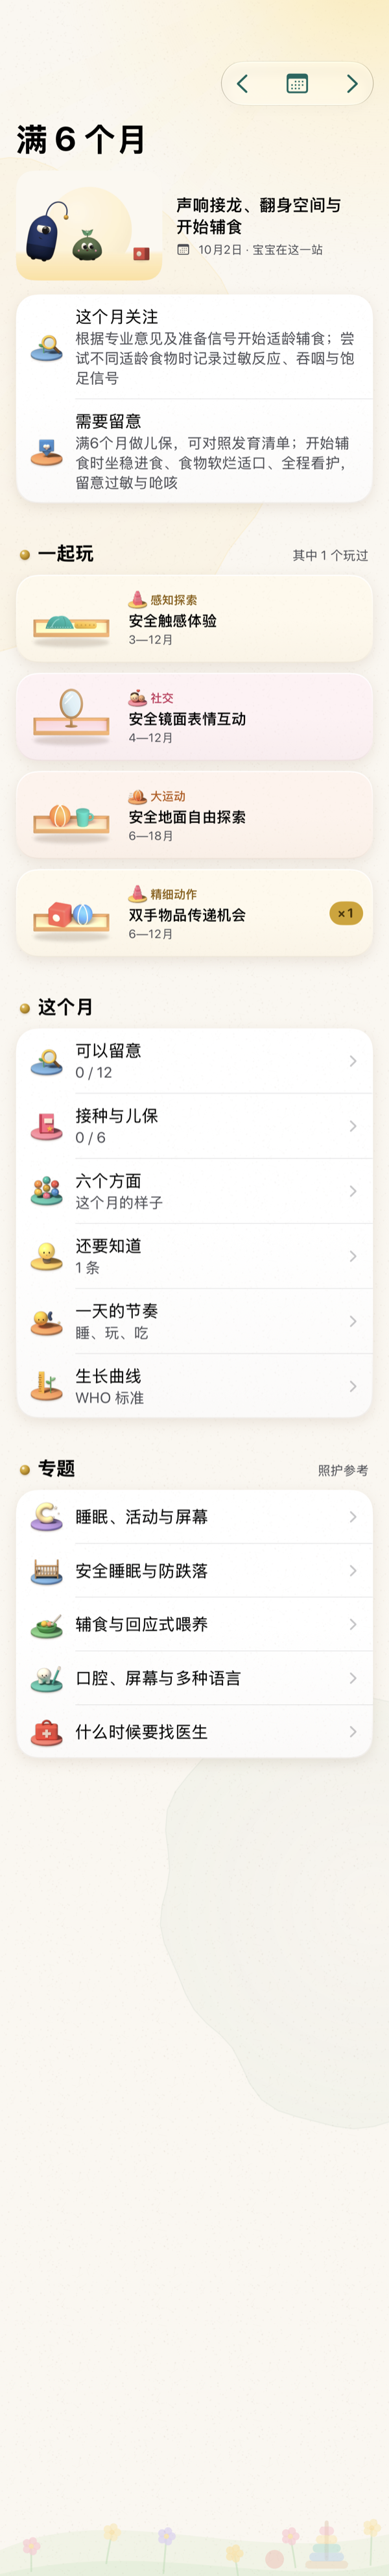 满 6 个月
声响接龙、翻身空间与
开始辅食
10月2日 · 宝宝在这一站
这个月关注
根据专业意见及准备信号开始适龄辅食；尝
试不同适龄食物时记录过敏反应、吞咽与饱
足信号
需要留意
满6个月做儿保，可对照发育清单；开始辅
食时坐稳进食、食物软烂适口、全程看护，
留意过敏与呛咳
一起玩
其中 1 个玩过
感知探索
安全触感体验
3—12月
社交
安全镜面表情互动
4—12月
大运动
安全地面自由探索
6—18月
精细动作
双手物品传递机会
6—12月
×1
这个月
可以留意
0 / 12
接种与儿保
0 / 6
六个方面
这个月的样子
还要知道
1 条
一天的节奏
睡、玩、吃
生长曲线
WHO 标准
专题
照护参考
睡眠、活动与屏幕
安全睡眠与防跌落
辅食与回应式喂养
口腔、屏幕与多种语言
什么时候要找医生